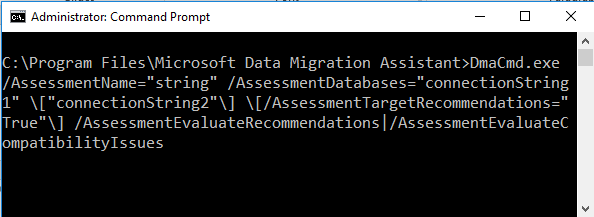 Administrator: Command Prompt
C:\Program Files\Microsoft Data Migration Assistant>DmaCmd.exe
/AssessmentName="string" /AssessmentDatabases="connectionString
1" \["connectionString2"\] \[/AssessmentTargetRecommendations="
True"\] /AssessmentEvaluateRecommendations|/AssessmentEvaluateC
ompatibilityIssues